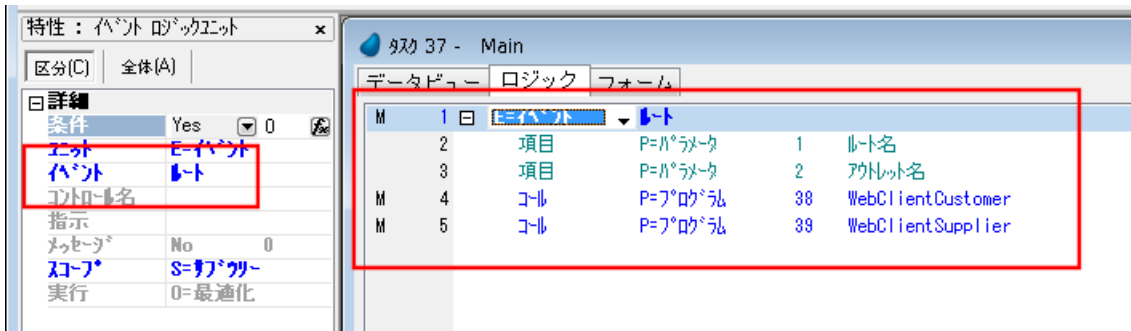 特性 : ｲﾍﾞﾝﾄ ﾛｼﾞｯｸﾕﾆｯﾄ x
区分(C) 全体(A)
詳細
条件 Yes 0
ﾕﾆｯﾄ E=ｲﾍﾞﾝﾄ
ｲﾍﾞﾝﾄ ﾙｰﾄ
ｺﾝﾄﾛｰﾙ名
指示
ﾒｯｾｰｼﾞ No 0
ｽｺｰﾌﾟ S=ｻﾌﾞﾂﾘｰ
実行 O=最適化
ﾀｽｸ 37 - Main
データビュー ロジック フォーム
M 1 E=ｲﾍﾞﾝﾄ ﾙｰﾄ
2 項目 P=ﾊﾟﾗﾒｰﾀ 1 ﾙｰﾄ名
3 項目 P=ﾊﾟﾗﾒｰﾀ 2 ｱｳﾄﾚｯﾄ名
M 4 ｺｰﾙ P=ﾌﾟﾛｸﾞﾗﾑ 38 WebClientCustomer
M 5 ｺｰﾙ P=ﾌﾟﾛｸﾞﾗﾑ 39 WebClientSupplier